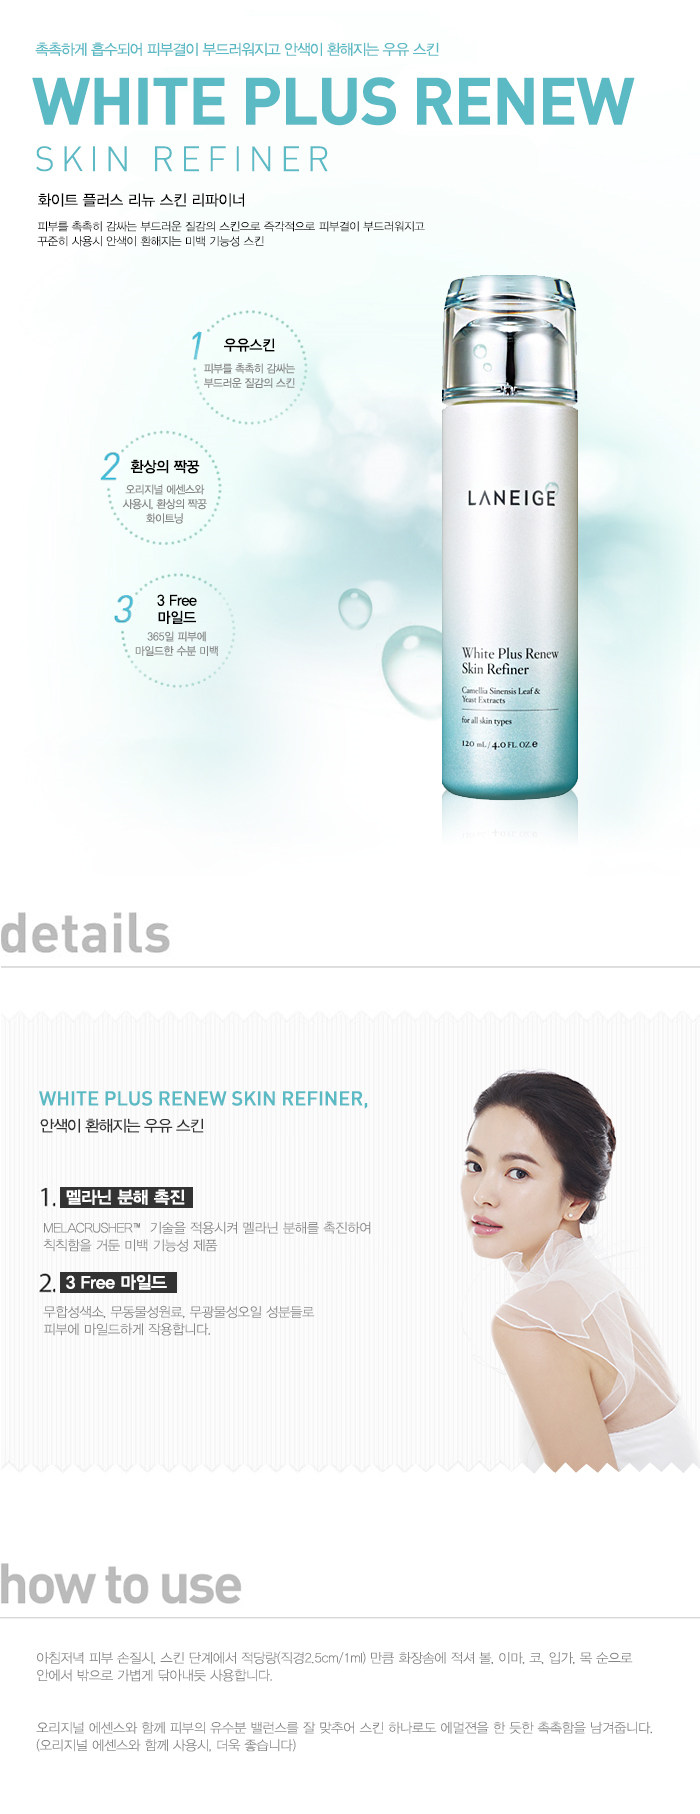 촉촉하게 흡수되어 피부결이 부드러워지고 안색이 환해지는 우유 스킨
WHITE PLUS RENEW
SKIN REFINER
화이트 플러스 리뉴 스킨 리파이너
피부를 촉촉히 감싸는 부드러운 질감의 스킨으로 즉각적으로 피부결이 부드러워지고
꾸준히 사용시 안색이 환해지는 미백 기능성 스킨
1 우유스킨
피부를 촉촉히 감싸는
부드러운 질감의 스킨
2 환상의 짝꿍
오리지널 에센스와
사용시, 환상의 짝꿍
화이트닝
3 3 Free
마일드
365일 피부에
마일드한 수분 미백
LANEIGE
White Plus Renew
Skin Refiner
Camellia Sinensis Leaf &
Yeast Extracts
for all skin types
120 mL / 4.0 FL. OZ. e
details
WHITE PLUS RENEW SKIN REFINER,
안색이 환해지는 우유 스킨
1. 멜라닌 분해 촉진
MELACRUSHER™ 기술을 적용시켜 멜라닌 분해를 촉진하여
칙칙함을 거둔 미백 기능성 제품
2. 3 Free 마일드
무합성색소, 무동물성원료, 무광물성오일 성분들로
피부에 마일드하게 작용합니다.
how to use
아침저녁 피부 손질시, 스킨 단계에서 적당량(직경2.5cm/1ml) 만큼 화장솜에 적셔 볼, 이마, 코, 입가, 목 순으로
안에서 밖으로 가볍게 닦아내듯 사용합니다.
오리지널 에센스와 함께 피부의 유수분 밸런스를 잘 맞추어 스킨 하나로도 에멀젼을 한 듯한 촉촉함을 남겨줍니다.
(오리지널 에센스와 함께 사용시, 더욱 좋습니다)